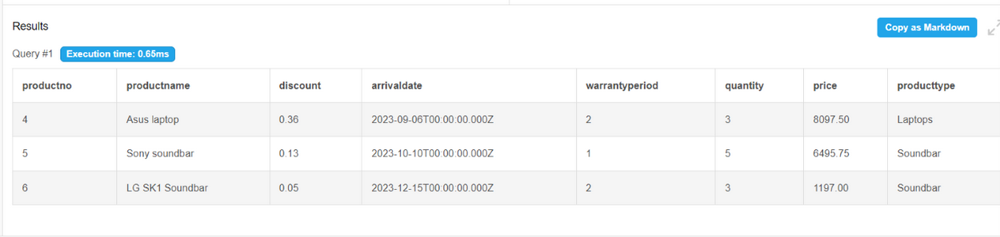 Results
Copy as Markdown
Query #1 Execution time: 0.65ms
productno productname discount arrivaldate warrantyperiod quantity price producttype
4 Asus laptop 0.36 2023-09-06T00:00:00.000Z 2 3 8097.50 Laptops
5 Sony soundbar 0.13 2023-10-10T00:00:00.000Z 1 5 6495.75 Soundbar
6 LG SK1 Soundbar 0.05 2023-12-15T00:00:00.000Z 2 3 1197.00 Soundbar